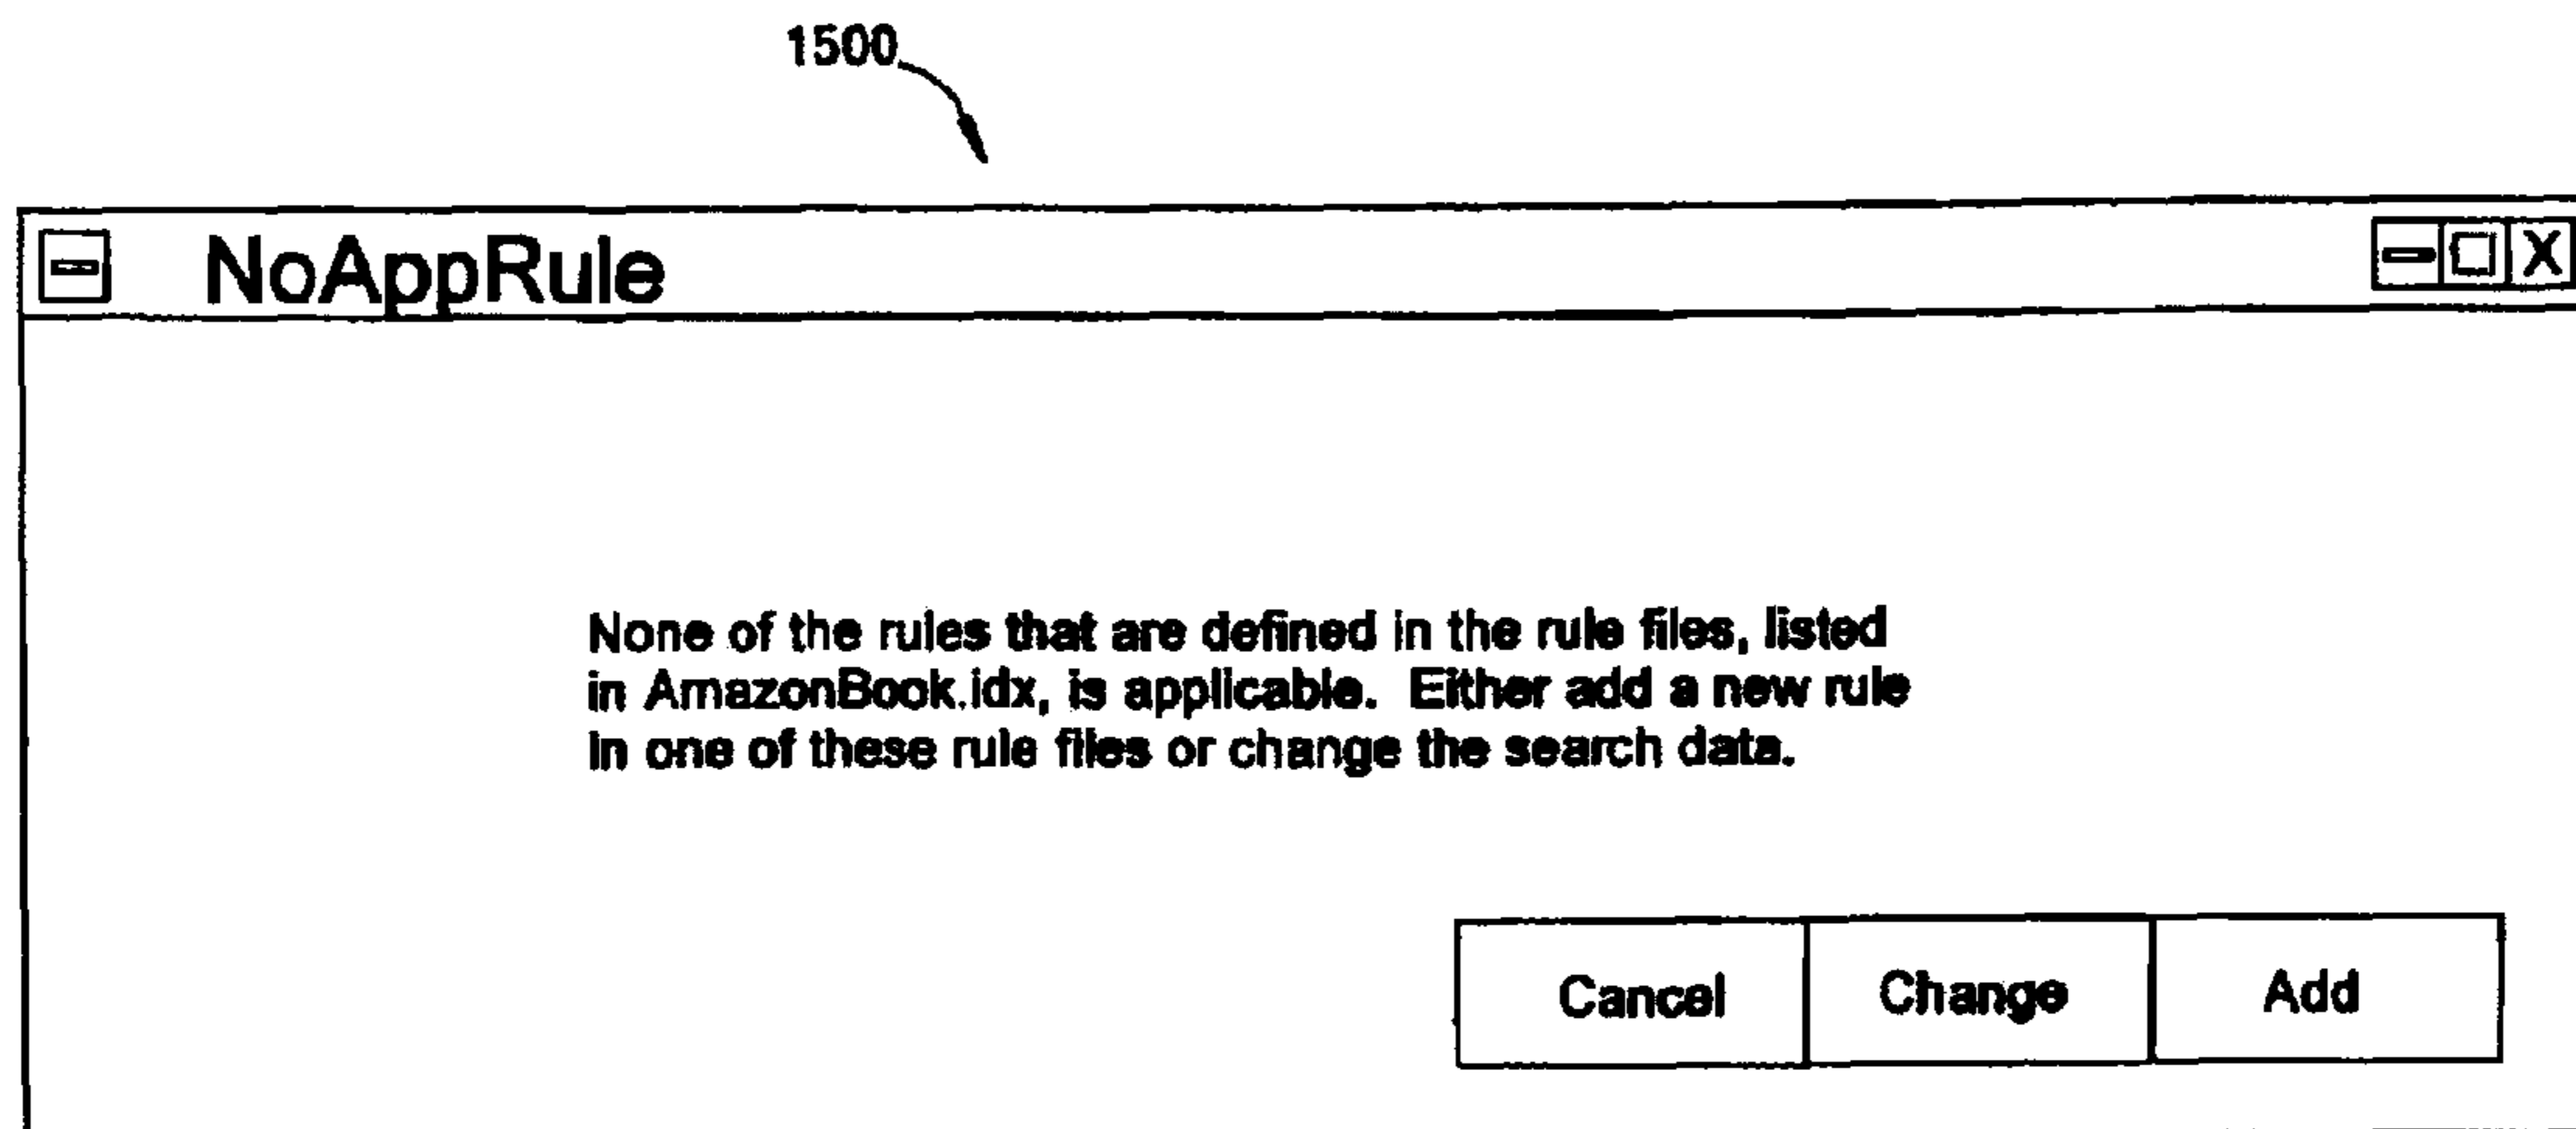 1500
NoAppRule
X
None of the rules that are defined in the rule files, listed
in AmazonBook.idx, is applicable.  Either add a new rule
in one of these rule files or change the search data.
Cancel Change Add